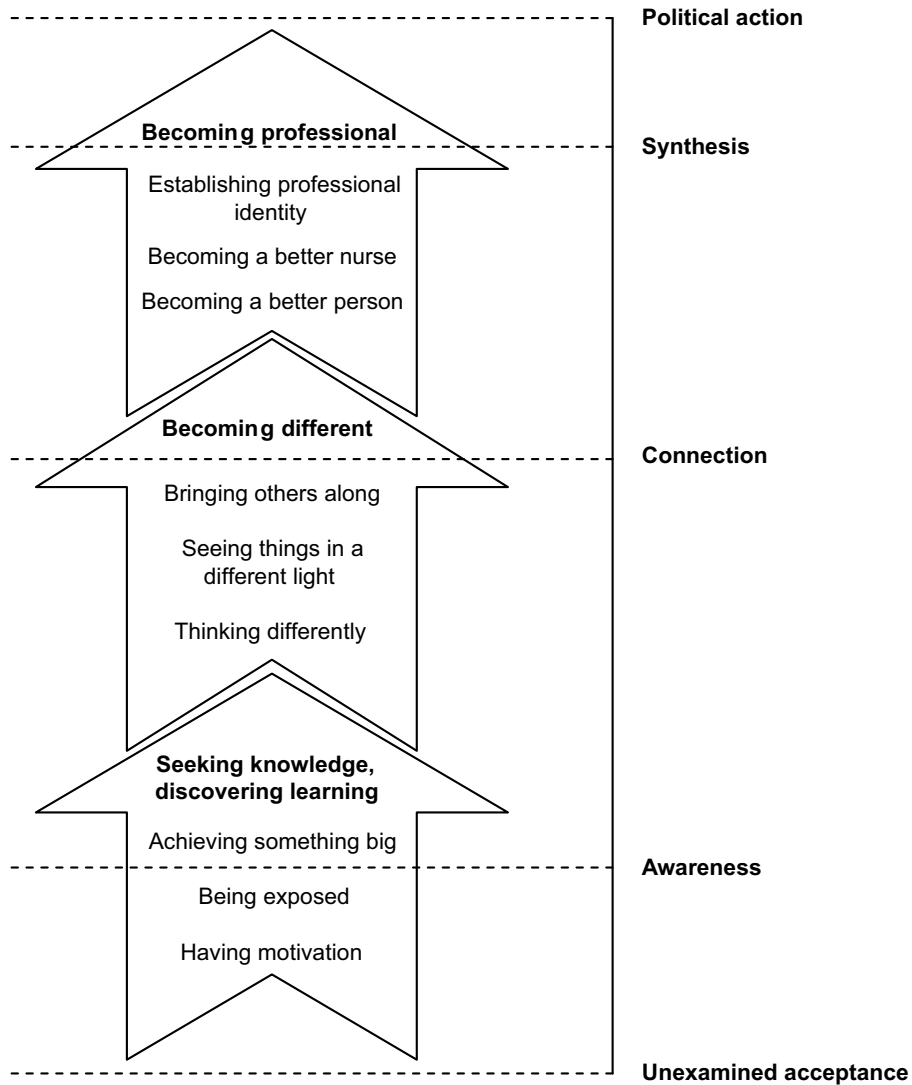 Political action
Becoming professional
Synthesis
Establishing professional
identity
Becoming a better nurse
Becoming a better person
Becoming different
Connection
Bringing others along
Seeing things in a
different light
Thinking differently
Seeking knowledge,
discovering learning
Achieving something big
Awareness
Being exposed
Having motivation
Unexamined acceptance